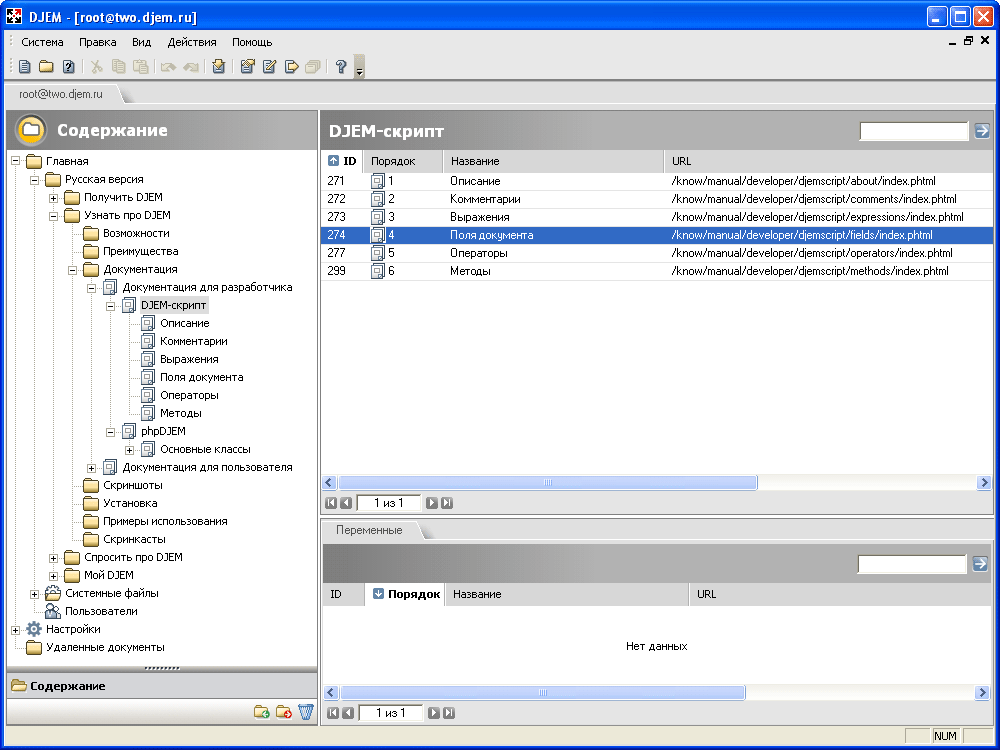 DJEM - [root@two.djem.ru]
Система Правка Вид Действия Помощь
root@two.djem.ru
Содержание
Главная
Русская версия
Получить DJEM
Узнать про DJEM
Возможности
Преимущества
Документация
Документация для разработчика
DJEM-скрипт
Описание
Комментарии
Выражения
Поля документа
Операторы
Методы
phpDJEM
Основные классы
Документация для пользователя
Скриншоты
Установка
Примеры использования
Скринкасты
Спросить про DJEM
Мой DJEM
Системные файлы
Пользователи
Настройки
Удаленные документы
Содержание
DJEM-скрипт
ID Порядок Название URL
271 1 Описание /know/manual/developer/djemscript/about/index.phtml
272 2 Комментарии /know/manual/developer/djemscript/comments/index.phtml
273 3 Выражения /know/manual/developer/djemscript/expressions/index.phtml
274 4 Поля документа /know/manual/developer/djemscript/fields/index.phtml
277 5 Операторы /know/manual/developer/djemscript/operators/index.phtml
299 6 Методы /know/manual/developer/djemscript/methods/index.phtml
1 из 1
Переменные
ID Порядок Название URL
Нет данных
1 из 1
NUM